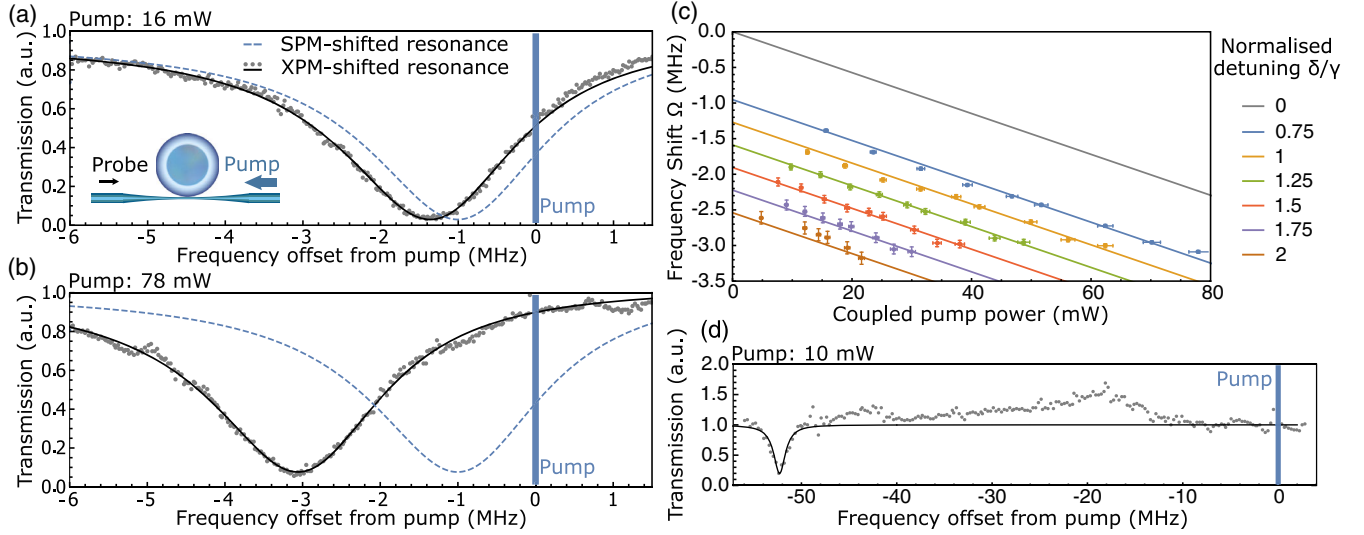 (a) Pump: 16 mW
Transmission (a.u.)
1.0
0.8
0.6
0.4
0.2
0.0
SPM-shifted resonance
XPM-shifted resonance
Probe
Pump
Pump
-6 -5 -4 -3 -2 -1 0 1
Frequency offset from pump (MHz)
(b) Pump: 78 mW
Transmission (a.u.)
1.0
0.8
0.6
0.4
0.2
0.0
Pump
-6 -5 -4 -3 -2 -1 0 1
Frequency offset from pump (MHz)
(c)
Frequency Shift Ω (MHz)
0.0
-0.5
-1.0
-1.5
-2.0
-2.5
-3.0
-3.5
0 20 40 60 80
Coupled pump power (mW)
Normalised
detuning δ/γ
0
0.75
1
1.25
1.5
1.75
2
(d)
Pump: 10 mW
Transmission (a.u.)
2.0
1.5
1.0
0.5
0.0
Pump
-50 -40 -30 -20 -10 0
Frequency offset from pump (MHz)